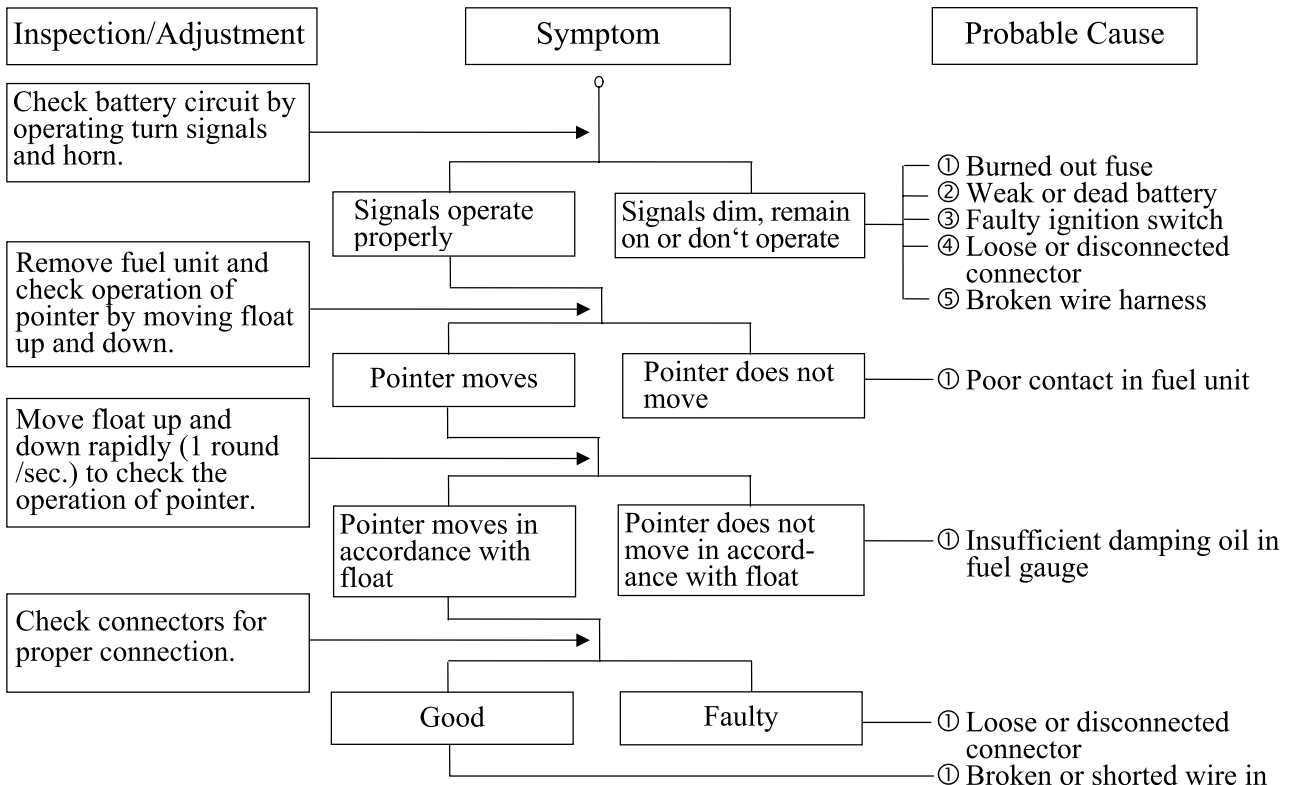 Inspection/Adjustment
Symptom
Probable Cause
Check battery circuit by
operating turn signals
and horn.
Signals operate
properly
Signals dim, remain
on or don‘t operate
① Burned out fuse
② Weak or dead battery
③ Faulty ignition switch
④ Loose or disconnected
connector
⑤ Broken wire harness
Remove fuel unit and
check operation of
pointer by moving float
up and down.
Pointer moves
Pointer does not
move
① Poor contact in fuel unit
Move float up and
down rapidly (1 round
/sec.) to check the
operation of pointer.
Pointer moves in
accordance with
float
Pointer does not
move in accord-
ance with float
① Insufficient damping oil in
fuel gauge
Check connectors for
proper connection.
Good
Faulty
① Loose or disconnected
connector
① Broken or shorted wire in